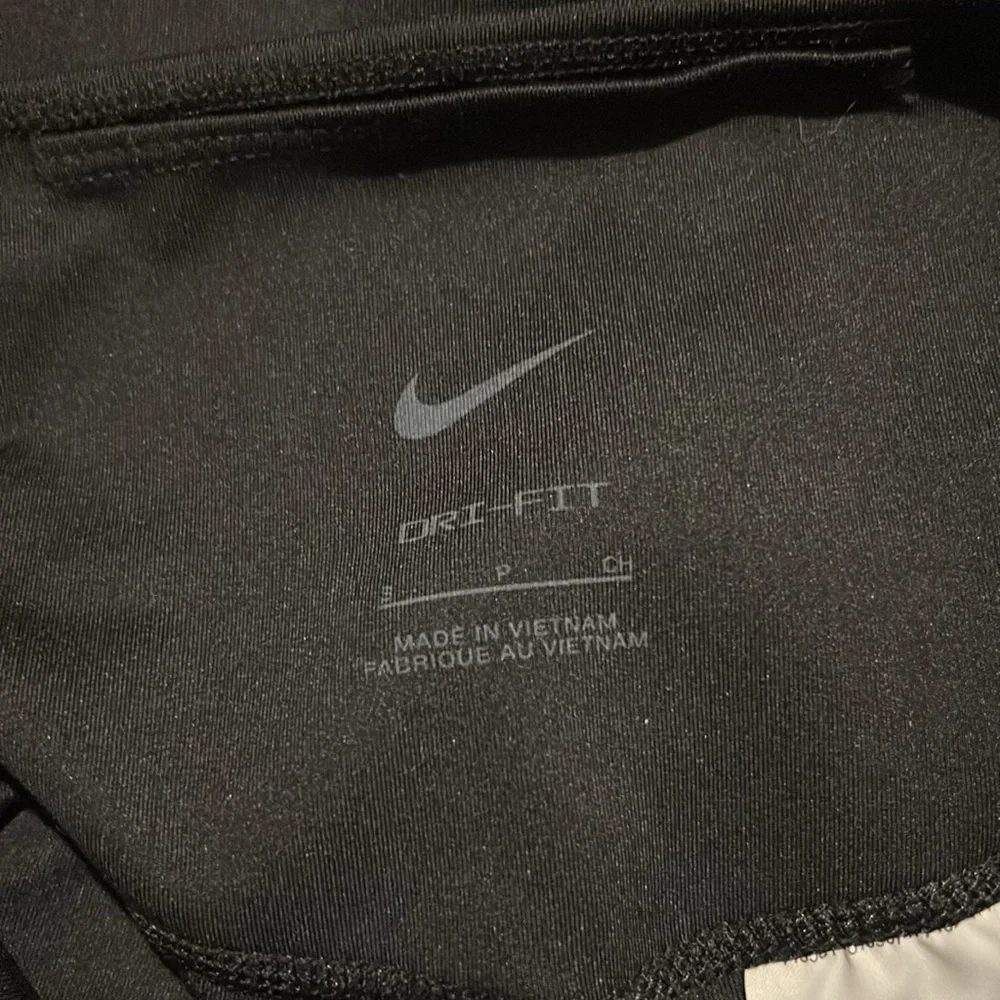 DRI-FIT
S P CH
MADE IN VIETNAM
FABRIQUE AU VIETNAM